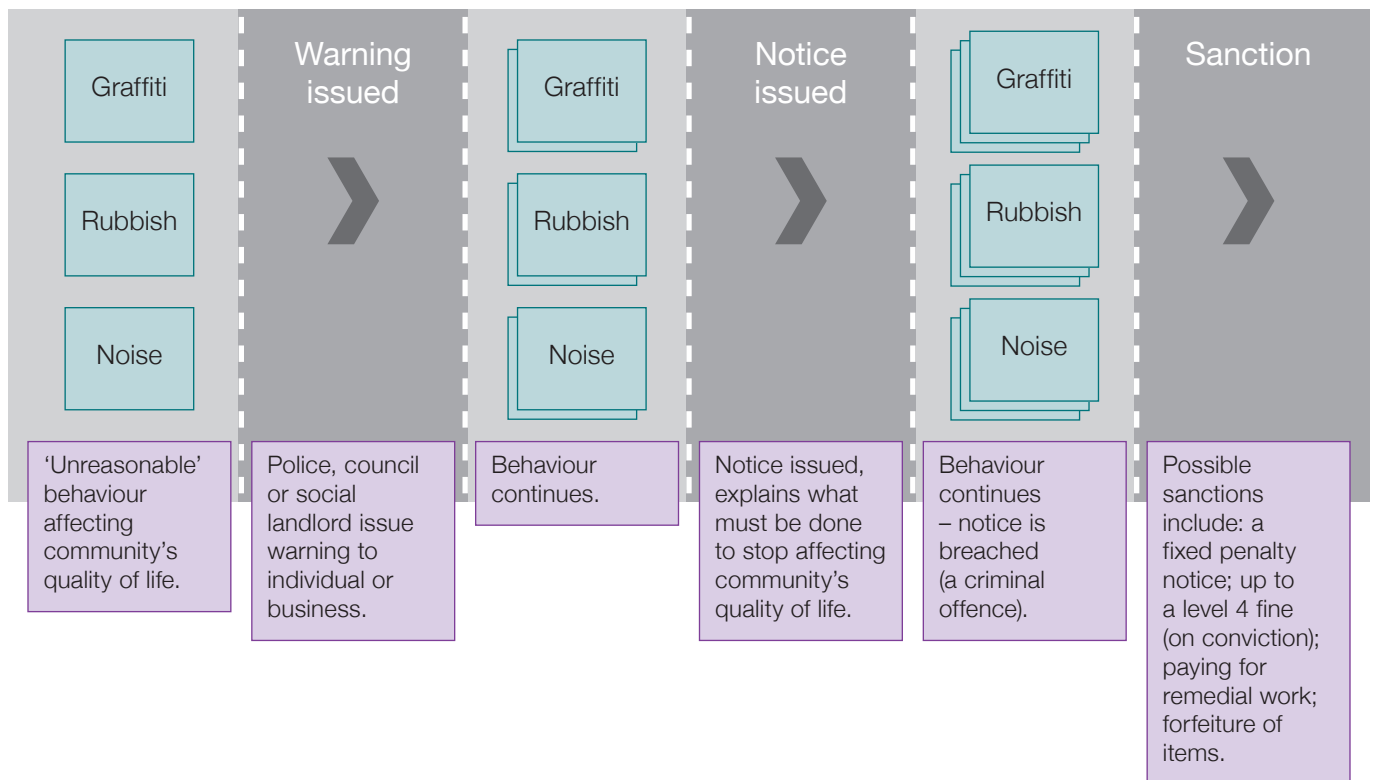 Graffiti
Rubbish
Noise
'Unreasonable'
behaviour
affecting
community's
quality of life.
Warning
issued
Police, council
or social
landlord issue
warning to
individual or
business.
Graffiti
Rubbish
Noise
Behaviour
continues.
Notice
issued
Notice issued,
explains what
must be done
to stop affecting
community's
quality of life.
Graffiti
Rubbish
Noise
Behaviour
continues
– notice is
breached
(a criminal
offence).
Sanction
Possible
sanctions
include: a
fixed penalty
notice; up to
a level 4 fine
(on conviction);
paying for
remedial work;
forfeiture of
items.